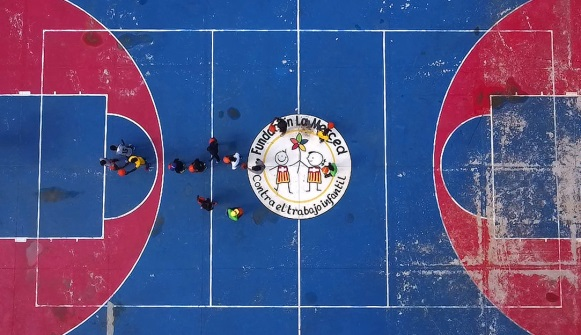 Fundación La Merced
Contra el trabajo infantil